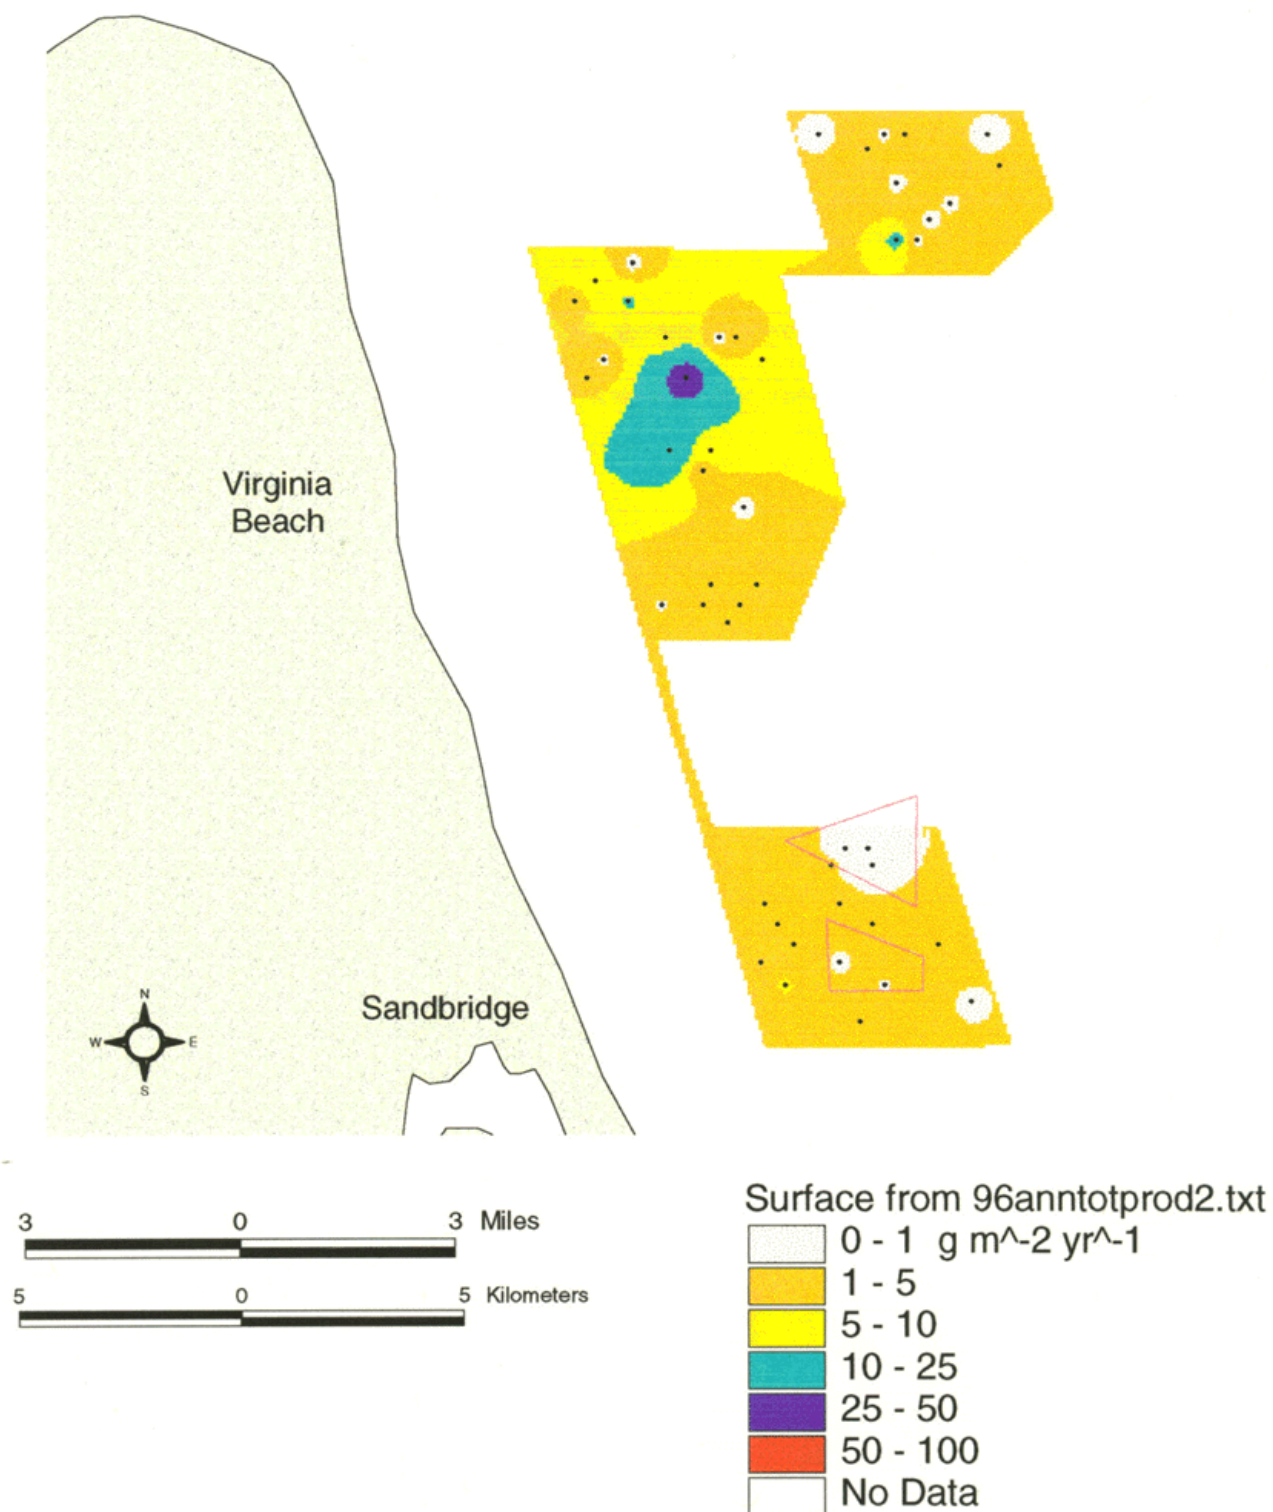 Virginia
Beach
Sandbridge
N
W E
S
3 0 3 Miles
5 0 5 Kilometers
Surface from 96anntotprod2.txt
0 - 1 g m^-2 yr^-1
1 - 5
5 - 10
10 - 25
25 - 50
50 - 100
No Data